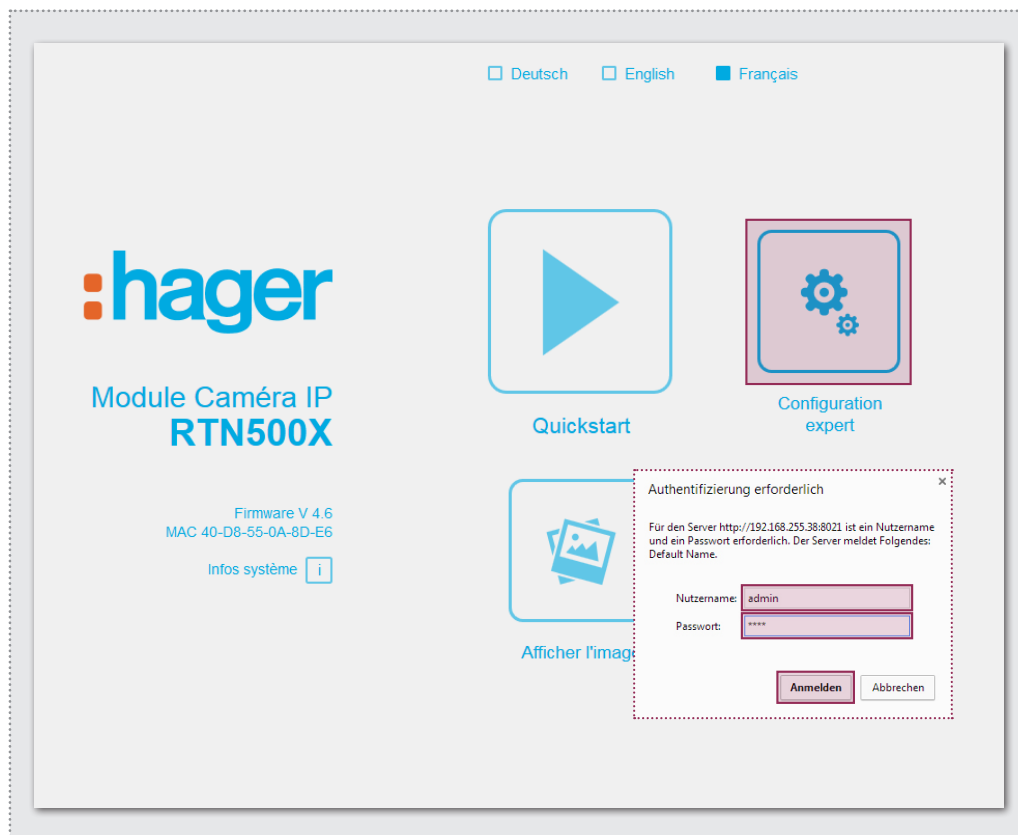 Deutsch English Français
:hager
Module Caméra IP
RTN500X
Firmware V 4.6
MAC 40-D8-55-0A-8D-E6
Infos système i
Quickstart
Configuration
expert
Afficher l'imag
Authentifizierung erforderlich ×
Für den Server http://192.168.255.38:8021 ist ein Nutzername
und ein Passwort erforderlich. Der Server meldet Folgendes:
Default Name.
Nutzername: admin
Passwort: ****
Anmelden Abbrechen